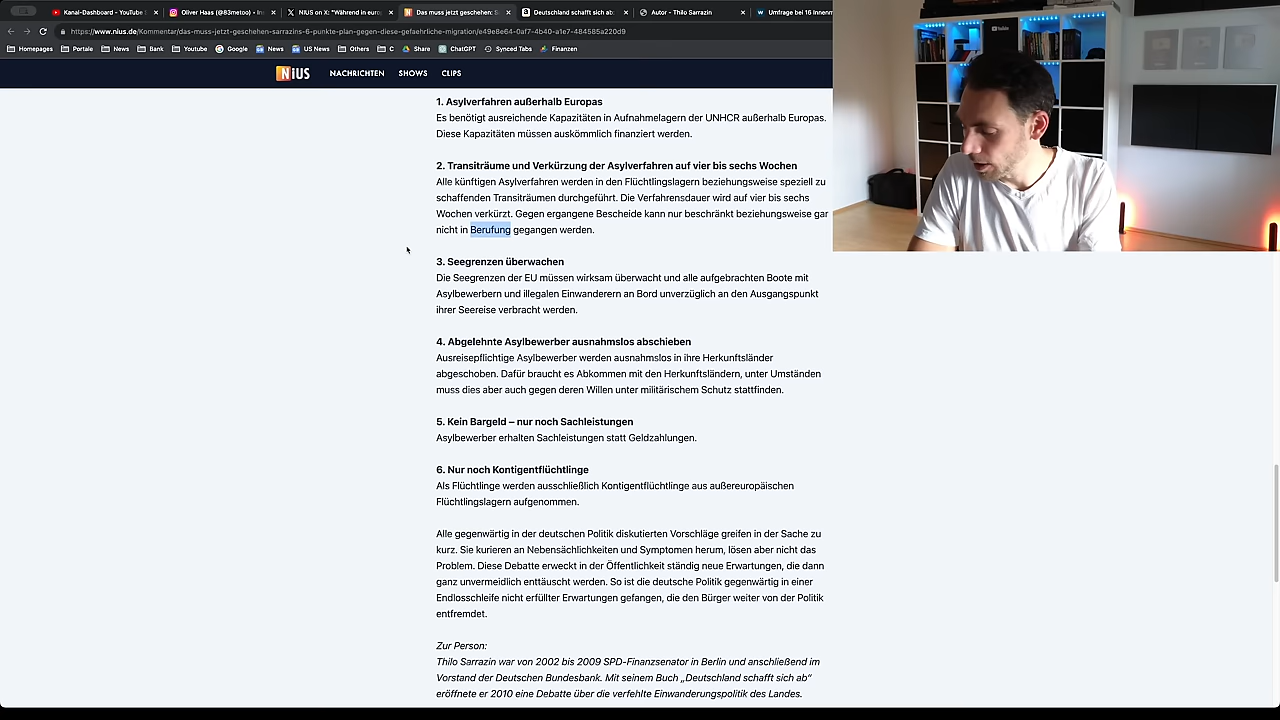 Kanal-Dashboard - YouTube
Oliver Haas (@83metoo) • In
NIUS on X: "Während in euro
Das muss jetzt geschehen: S
Deutschland schafft sich ab:
Autor - Thilo Sarrazin
Umfrage bei 16 Innenm
https://www.nius.de/Kommentar/das-muss-jetzt-geschehen-sarrazins-6-punkte-plan-gegen-diese-gefaehrliche-migration/e49e8e64-0af7-4b40-a1e7-484585a220d9
Homepages
Portale
News
Bank
Youtube
Google
News
US News
Others
C
Share
ChatGPT
Synced Tabs
Finanzen
NiUS
NACHRICHTEN
SHOWS
CLIPS
1. Asylverfahren außerhalb Europas
Es benötigt ausreichende Kapazitäten in Aufnahmelagern der UNHCR außerhalb Europas.
Diese Kapazitäten müssen auskömmlich finanziert werden.
2. Transiträume und Verkürzung der Asylverfahren auf vier bis sechs Wochen
Alle künftigen Asylverfahren werden in den Flüchtlingslagern beziehungsweise speziell zu
schaffenden Transiträumen durchgeführt. Die Verfahrensdauer wird auf vier bis sechs
Wochen verkürzt. Gegen ergangene Bescheide kann nur beschränkt beziehungsweise gar
nicht in Berufung gegangen werden.
3. Seegrenzen überwachen
Die Seegrenzen der EU müssen wirksam überwacht und alle aufgebrachten Boote mit
Asylbewerbern und illegalen Einwanderern an Bord unverzüglich an den Ausgangspunkt
ihrer Seereise verbracht werden.
4. Abgelehnte Asylbewerber ausnahmslos abschieben
Ausreisepflichtige Asylbewerber werden ausnahmslos in ihre Herkunftsländer
abgeschoben. Dafür braucht es Abkommen mit den Herkunftsländern, unter Umständen
muss dies aber auch gegen deren Willen unter militärischem Schutz stattfinden.
5. Kein Bargeld – nur noch Sachleistungen
Asylbewerber erhalten Sachleistungen statt Geldzahlungen.
6. Nur noch Kontigentflüchtlinge
Als Flüchtlinge werden ausschließlich Kontigentflüchtlinge aus außereuropäischen
Flüchtlingslagern aufgenommen.
Alle gegenwärtig in der deutschen Politik diskutierten Vorschläge greifen in der Sache zu
kurz. Sie kurieren an Nebensächlichkeiten und Symptomen herum, lösen aber nicht das
Problem. Diese Debatte erweckt in der Öffentlichkeit ständig neue Erwartungen, die dann
ganz unvermeidlich enttäuscht werden. So ist die deutsche Politik gegenwärtig in einer
Endlosschleife nicht erfüllter Erwartungen gefangen, die den Bürger weiter von der Politik
entfremdet.
Zur Person:
Thilo Sarrazin war von 2002 bis 2009 SPD-Finanzsenator in Berlin und anschließend im
Vorstand der Deutschen Bundesbank. Mit seinem Buch „Deutschland schafft sich ab“
eröffnete er 2010 eine Debatte über die verfehlte Einwanderungspolitik des Landes.